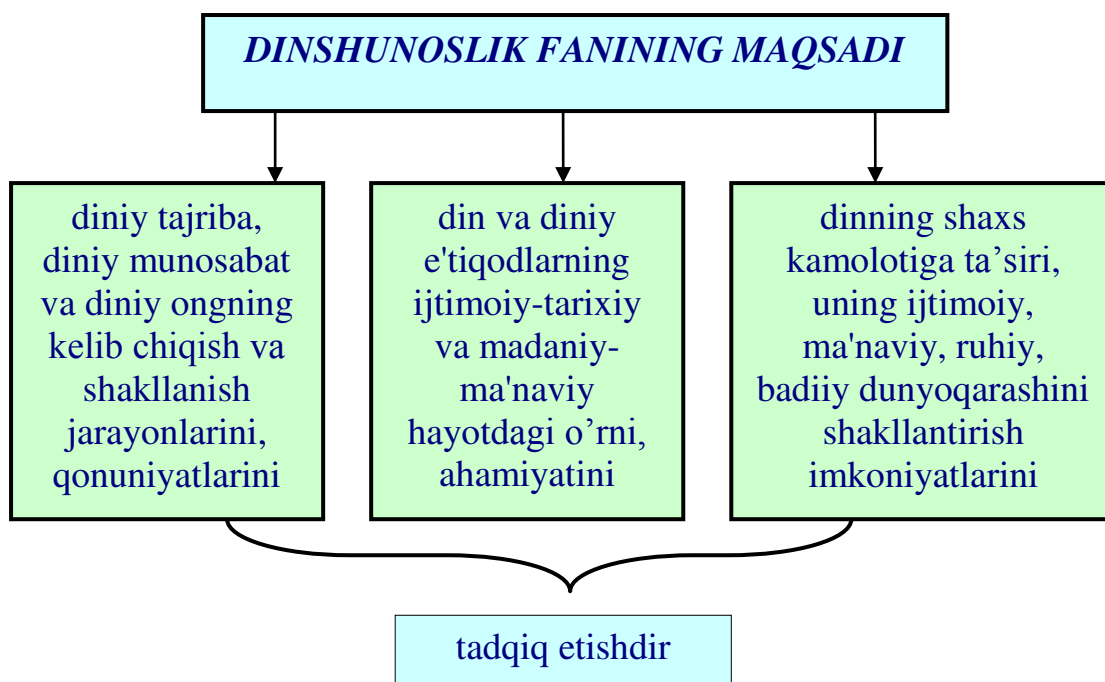 DINSHUNOSLIK FANINING MAQSADI
diniy tajriba,
diniy munosabat
va diniy ongning
kelib chiqish va
shakllanish
jarayonlarini,
qonuniyatlarini
din va diniy
e'tiqodlarning
ijtimoiy-tarixiy
va madaniy-
ma'naviy
hayotdagi o’rni,
ahamiyatini
dinning shaxs
kamolotiga ta’siri,
uning ijtimoiy,
ma'naviy, ruhiy,
badiiy dunyoqarashini
shakllantirish
imkoniyatlarini
tadqiq etishdir